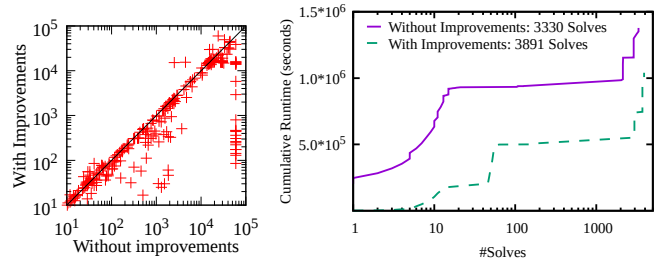 10^5
10^4
10^3
10^2
10^1
With Improvements
10^1 10^2 10^3 10^4 10^5
Without improvements
1.5*10^6
1.0*10^6
5.0*10^5
Cumulative Runtime (seconds)
Without Improvements: 3330 Solves
With Improvements: 3891 Solves
1 10 100 1000
#Solves